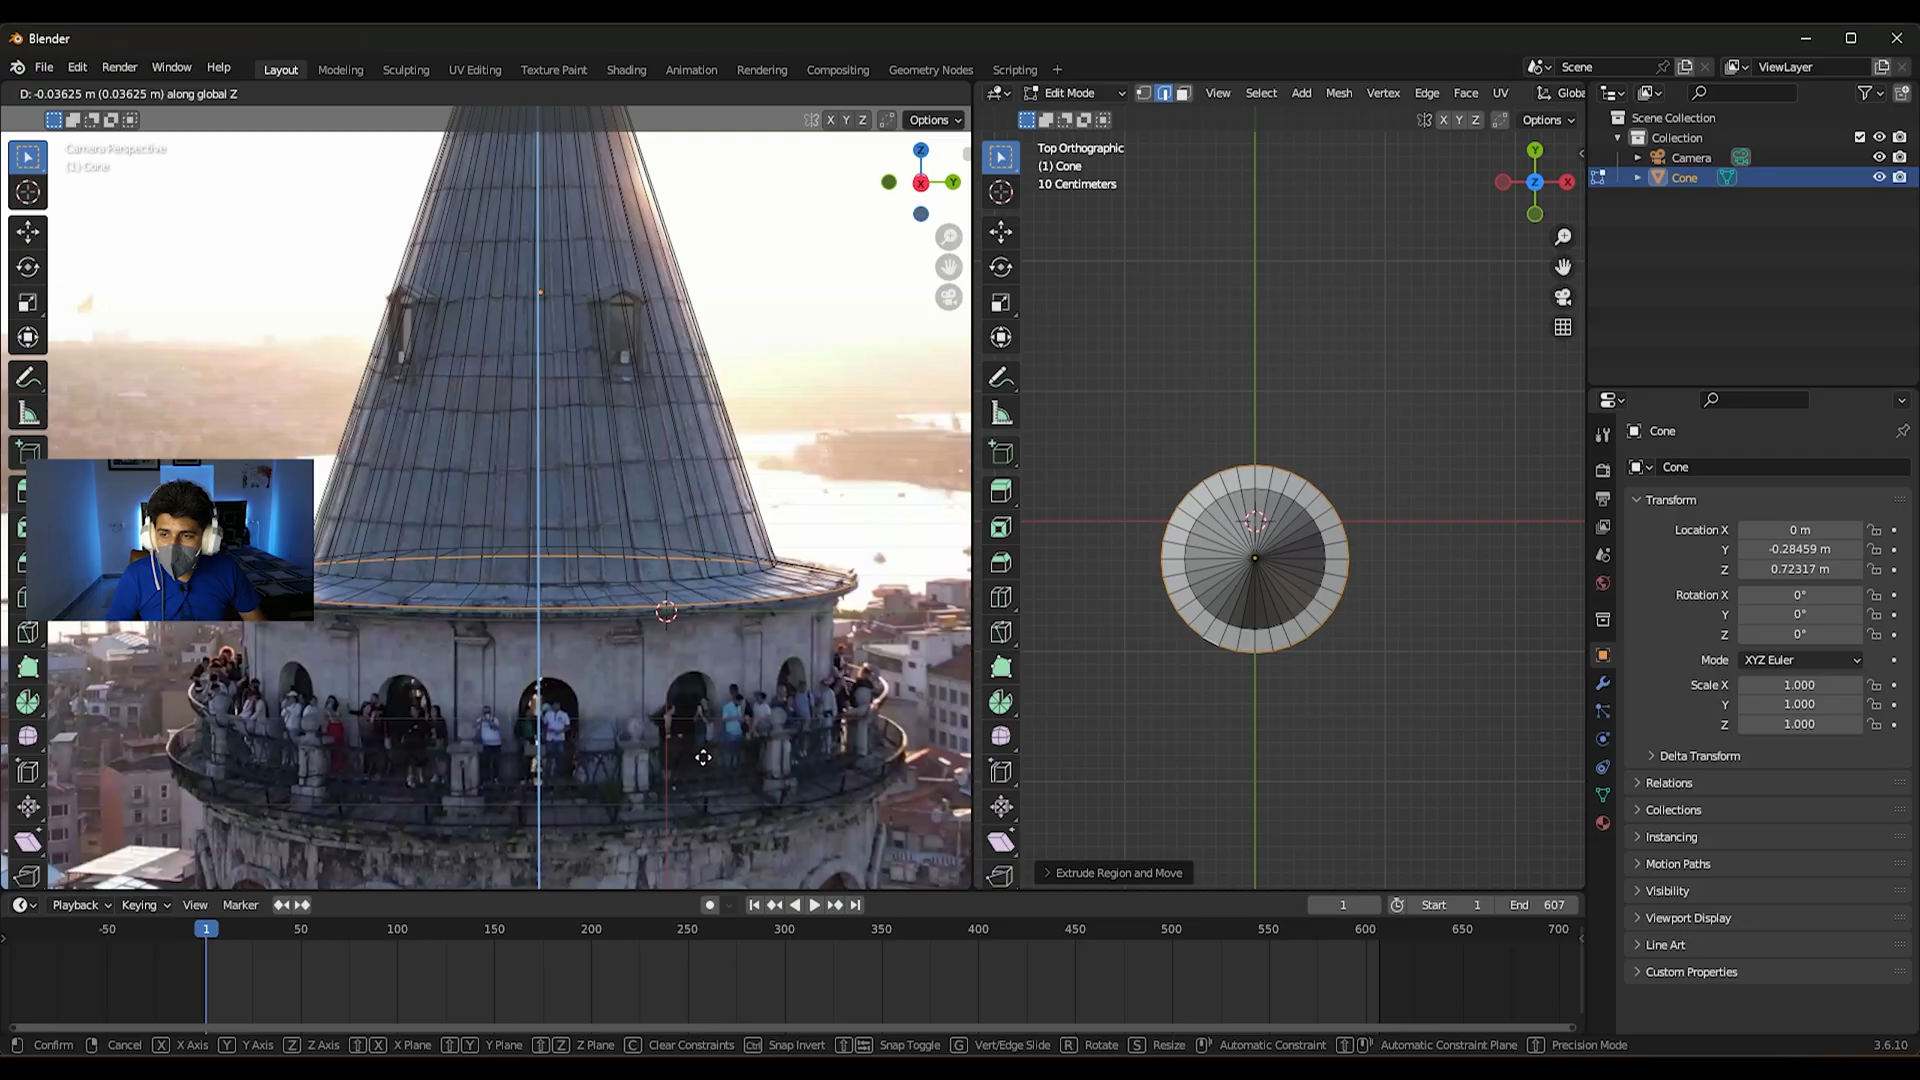 Blender
File Edit Render Window Help
Layout Modeling Sculpting UV Editing Texture Paint Shading Animation Rendering Compositing Geometry Nodes Scripting +
Scene
ViewLayer
D: -0.03625 m (0.03625 m) along global Z
Edit Mode
View Select Add Mesh Vertex Edge Face UV
Globa
X Y Z
Options
X Y Z
Options
Camera Perspective
(1) Cone
Z
X
Y
Top Orthographic
(1) Cone
10 Centimeters
Y
Z
X
Scene Collection
Collection
Camera
Cone
Cone
Cone
Transform
Location X 0 m
Y -0.28459 m
Z 0.72317 m
Rotation X 0°
Y 0°
Z 0°
Mode XYZ Euler
Scale X 1.000
Y 1.000
Z 1.000
Delta Transform
Relations
Collections
Instancing
Motion Paths
Visibility
Viewport Display
Line Art
Custom Properties
Extrude Region and Move
Playback Keying View Marker
1
Start 1
End 607
-50 1 50 100 150 200 250 300 350 400 450 500 550 600 650 700
Confirm Cancel X X Axis Y Y Axis Z Z Axis X X Plane Y Y Plane Z Z Plane C Clear Constraints Ctrl Snap Invert Snap Toggle G Vert/Edge Slide R Rotate S Resize Automatic Constraint Automatic Constraint Plane Precision Mode
3.6.10